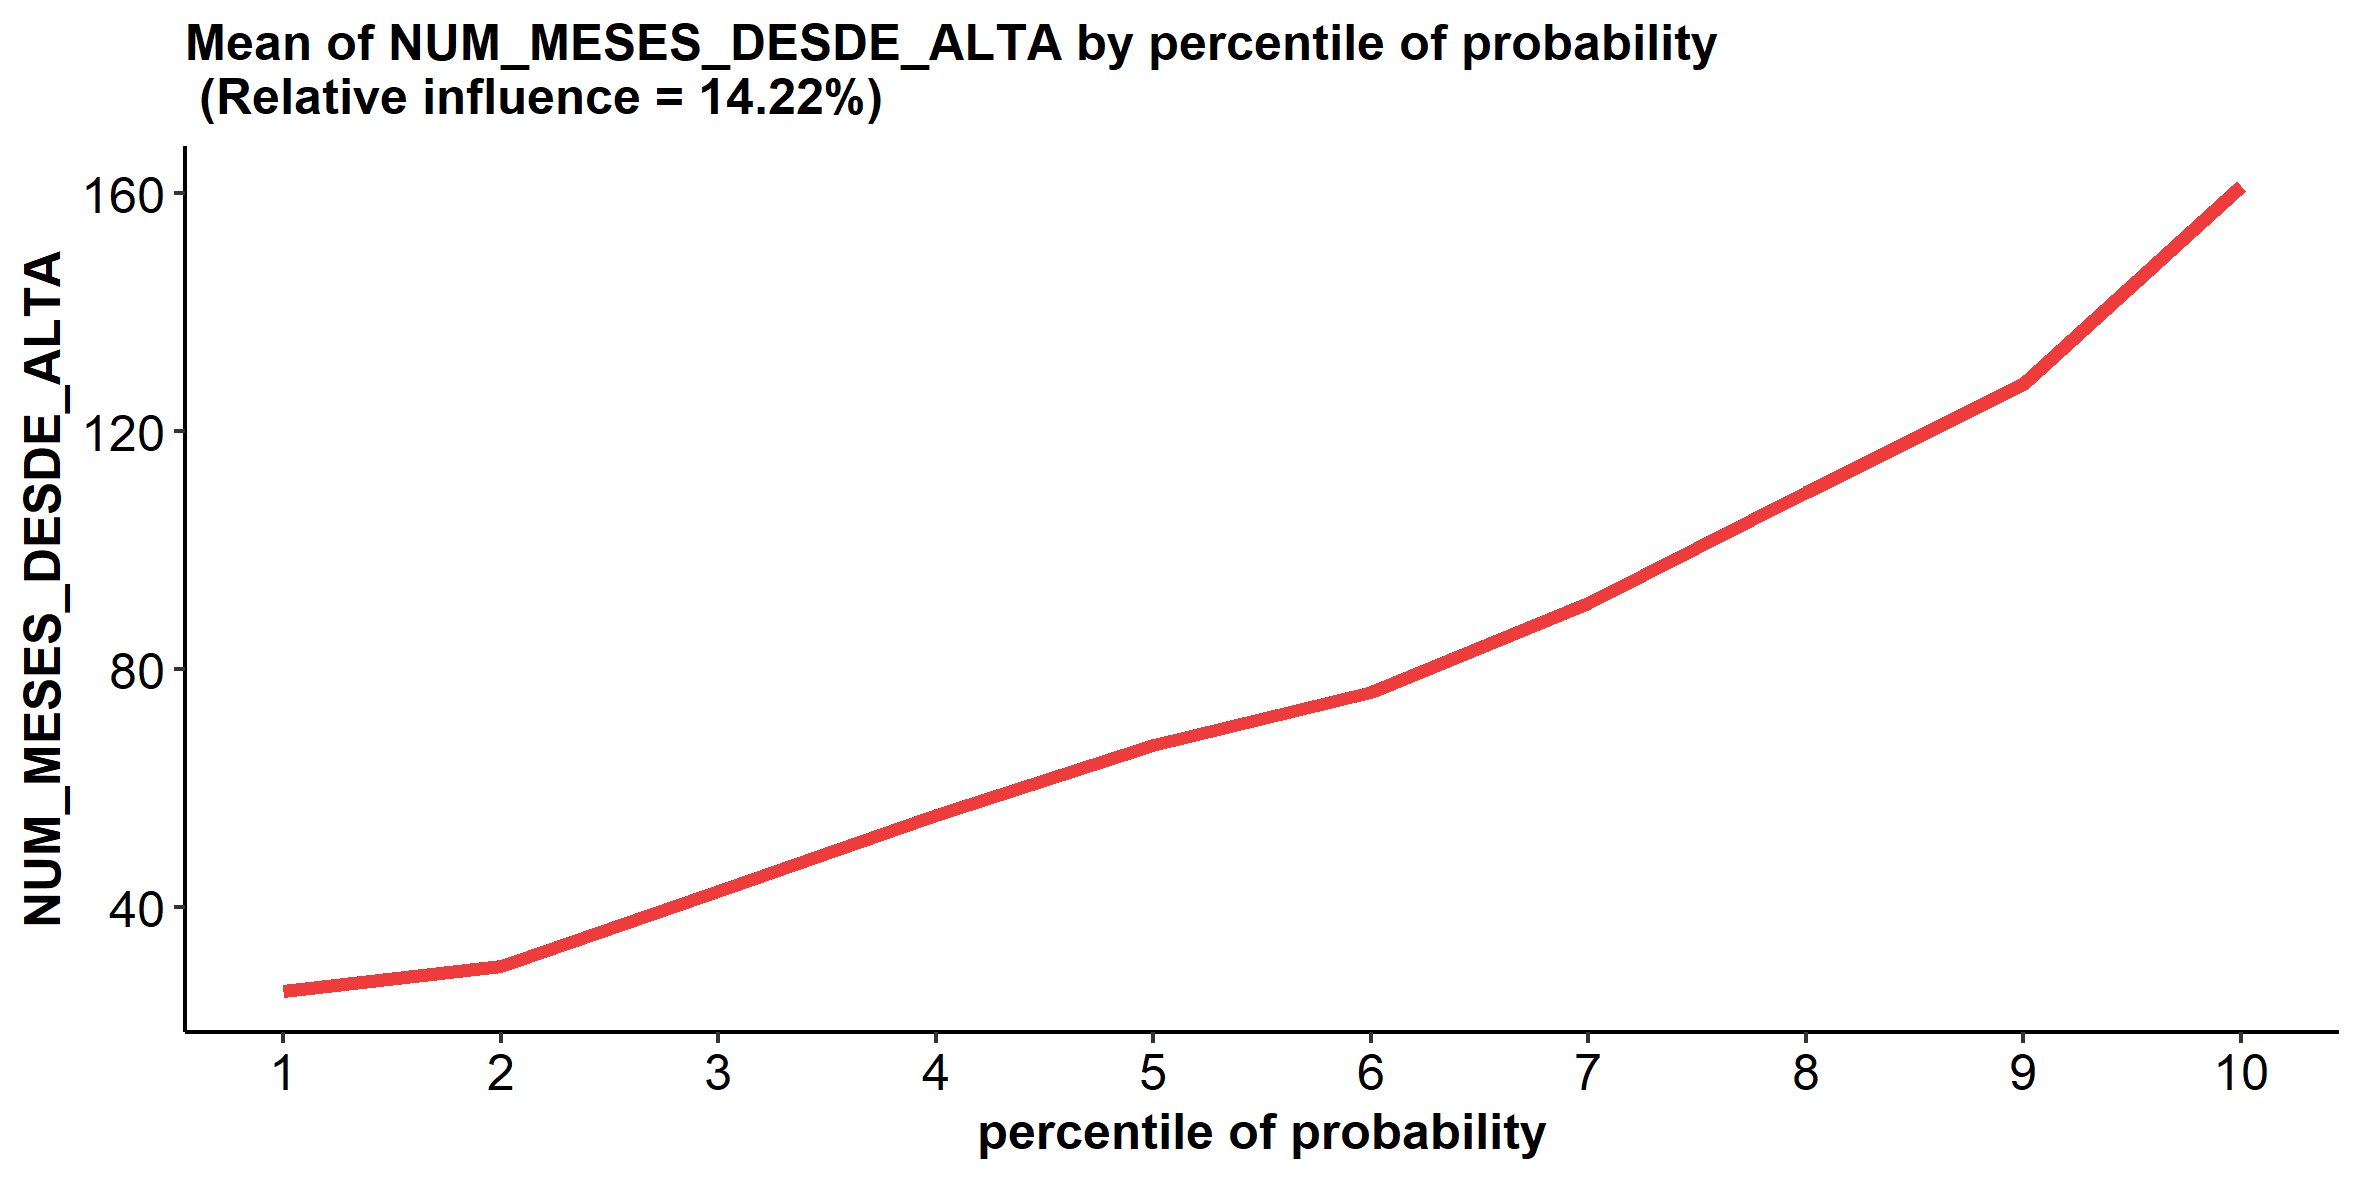 Mean of NUM_MESES_DESDE_ALTA by percentile of probability
(Relative influence = 14.22%)
NUM_MESES_DESDE_ALTA
160
120
80
40
1 2 3 4 5 6 7 8 9 10
percentile of probability